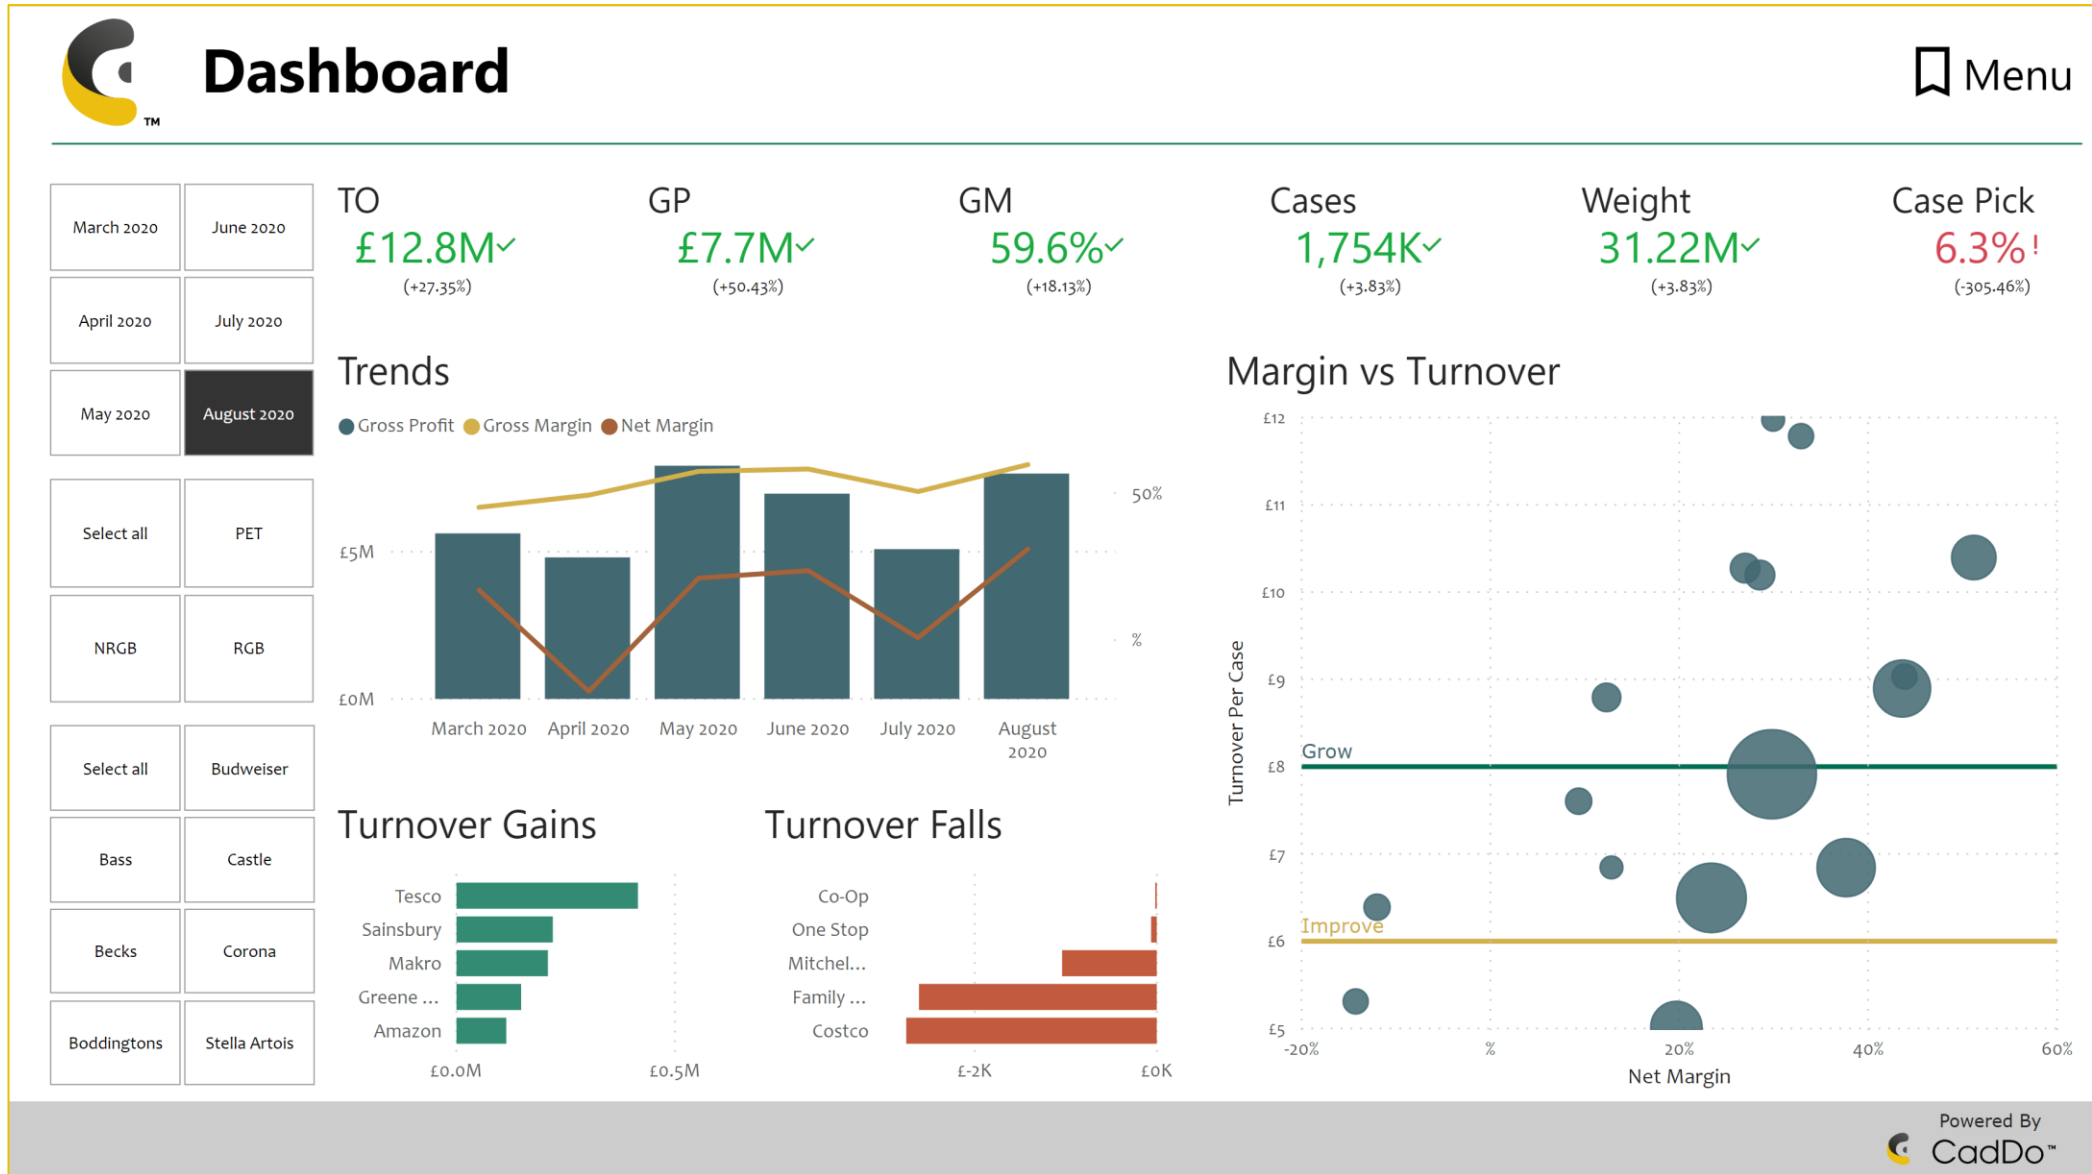 Dashboard
Menu
TM
March 2020
June 2020
April 2020
July 2020
May 2020
August 2020
Select all
PET
NRGB
RGB
Select all
Budweiser
Bass
Castle
Becks
Corona
Boddingtons
Stella Artois
TO
£12.8M
(+27.35%)
GP
£7.7M
(+50.43%)
GM
59.6%
(+18.13%)
Cases
1,754K
(+3.83%)
Weight
31.22M
(+3.83%)
Case Pick
6.3%!
(-305.46%)
Trends
Gross Profit Gross Margin Net Margin
50%
£5M
%
£0M
March 2020 April 2020 May 2020 June 2020 July 2020 August
2020
Turnover Gains
Tesco
Sainsbury
Makro
Greene ...
Amazon
£0.0M £0.5M
Turnover Falls
Co-Op
One Stop
Mitchel...
Family ...
Costco
£-2K £0K
Margin vs Turnover
Turnover Per Case
£12
£11
£10
£9
Grow
£8
£7
Improve
£6
£5
-20% % 20% 40% 60%
Net Margin
Powered By
CadDo™